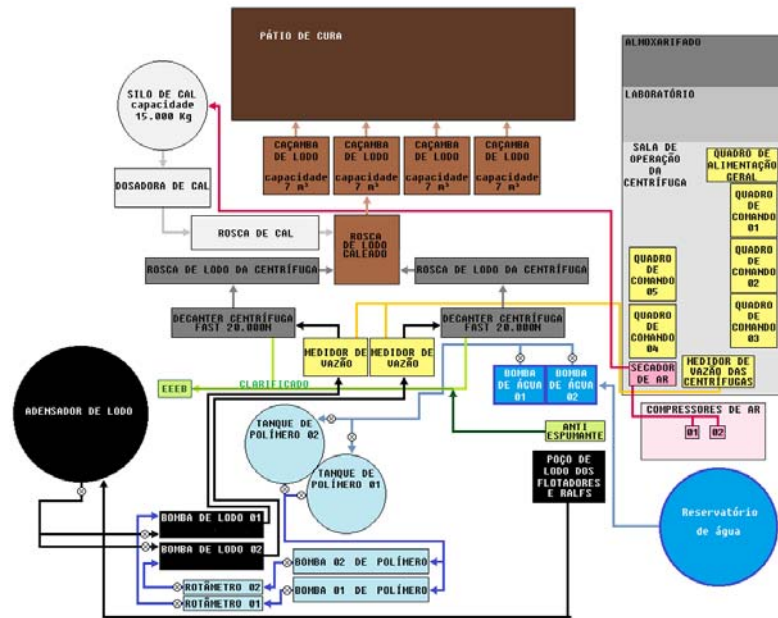 PÁTIO DE CURA
ALMOXARIFADO
LABORATÓRIO
SILO DE CAL
capacidade
15.000 Kg
CAÇAMBA
DE LODO
capacidade
7 m³
CAÇAMBA
DE LODO
capacidade
7 m³
CAÇAMBA
DE LODO
capacidade
7 m³
CAÇAMBA
DE LODO
capacidade
7 m³
SALA DE
OPERAÇÃO
DA
CENTRÍFUGA
QUADRO DE
ALIMENTAÇÃO
GERAL
QUADRO
DE
COMANDO
01
DOSADORA DE CAL
ROSCA DE CAL
ROSCA
DE LODO
CALEADO
QUADRO
DE
COMANDO
02
QUADRO
DE
COMANDO
05
ROSCA DE LODO DA CENTRÍFUGA
ROSCA DE LODO DA CENTRÍFUGA
QUADRO
DE
COMANDO
03
QUADRO
DE
COMANDO
04
DECANTER CENTRÍFUGA
FAST 20.000N
DECANTER CENTRÍFUGA
FAST 20.000N
MEDIDOR DE
VAZÃO
MEDIDOR DE
VAZÃO
SECADOR
DE AR
MEDIDOR DE
VAZÃO DAS
CENTRÍFUGAS
EEEB
CLARIFICADO
BOMBA
DE ÁGUA
01
BOMBA
DE ÁGUA
02
COMPRESSORES DE AR
01
02
ADENSADOR DE LODO
TANQUE DE
POLÍMERO 02
ANTI
ESPUMANTE
TANQUE DE
POLÍMERO 01
POÇO DE
LODO DOS
FLOTADORES
E RALFS
Reservatório
de água
BOMBA DE LODO 01
BOMBA DE LODO 02
BOMBA 02 DE POLÍMERO
ROTÂMETRO 02
BOMBA 01 DE POLÍMERO
ROTÂMETRO 01